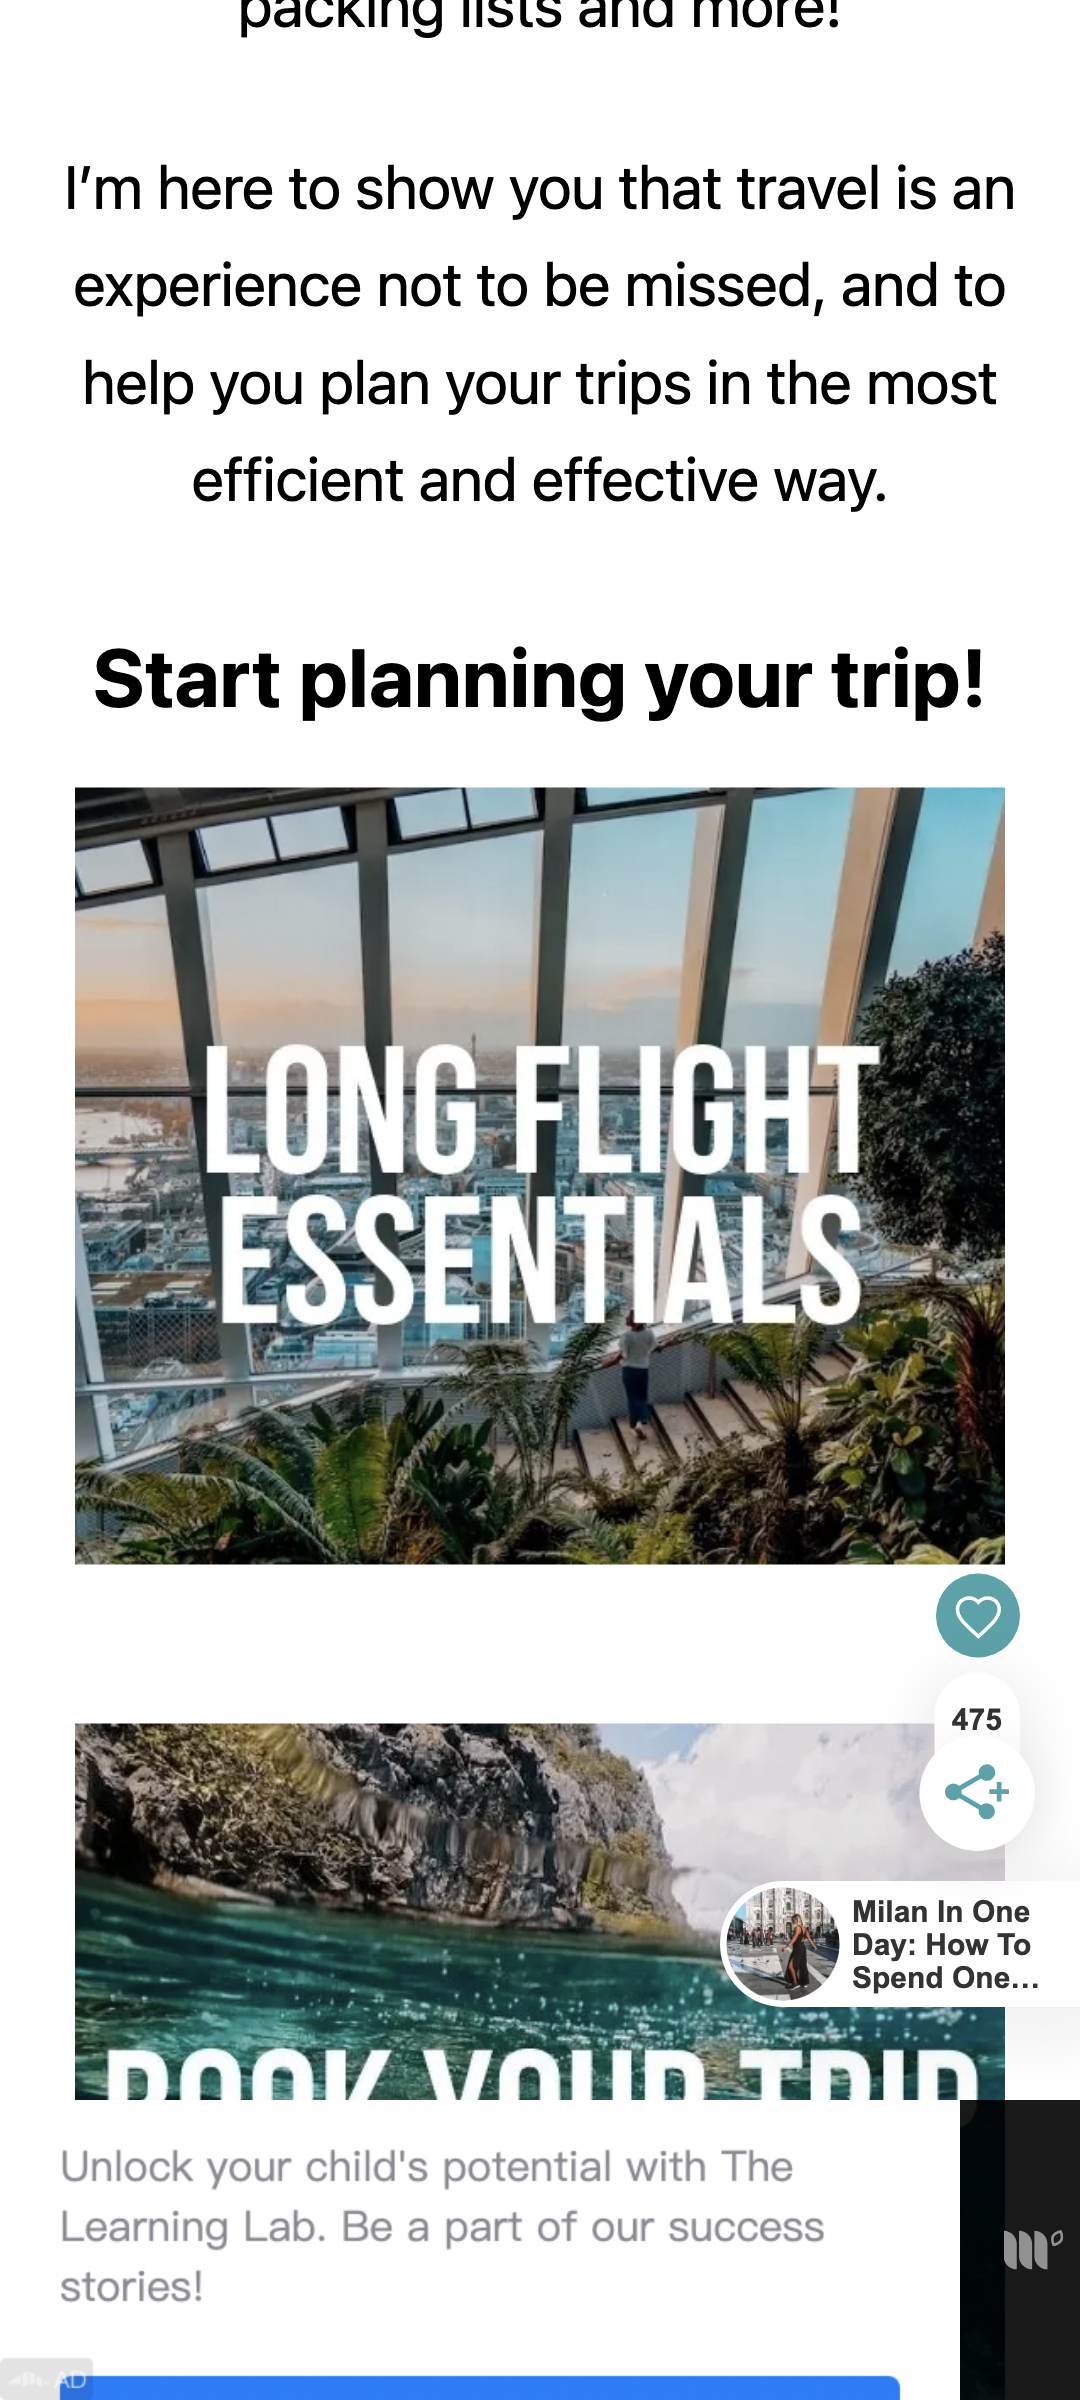 packing lists and more!
I’m here to show you that travel is an
experience not to be missed, and to
help you plan your trips in the most
efficient and effective way.
Start planning your trip!
LONG FLIGHT
ESSENTIALS
475
Milan In One
Day: How To
Spend One...
BOOK YOUR TRIP
Unlock your child's potential with The
Learning Lab. Be a part of our success
stories!
AD